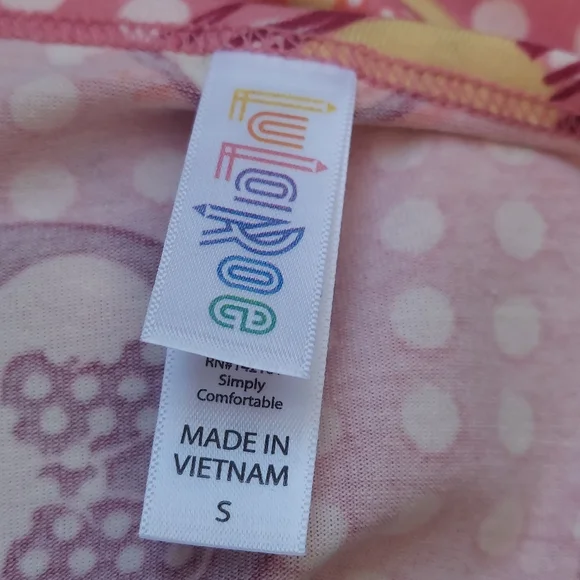 LuLaRoe
Simply
Comfortable
MADE IN
VIETNAM
S